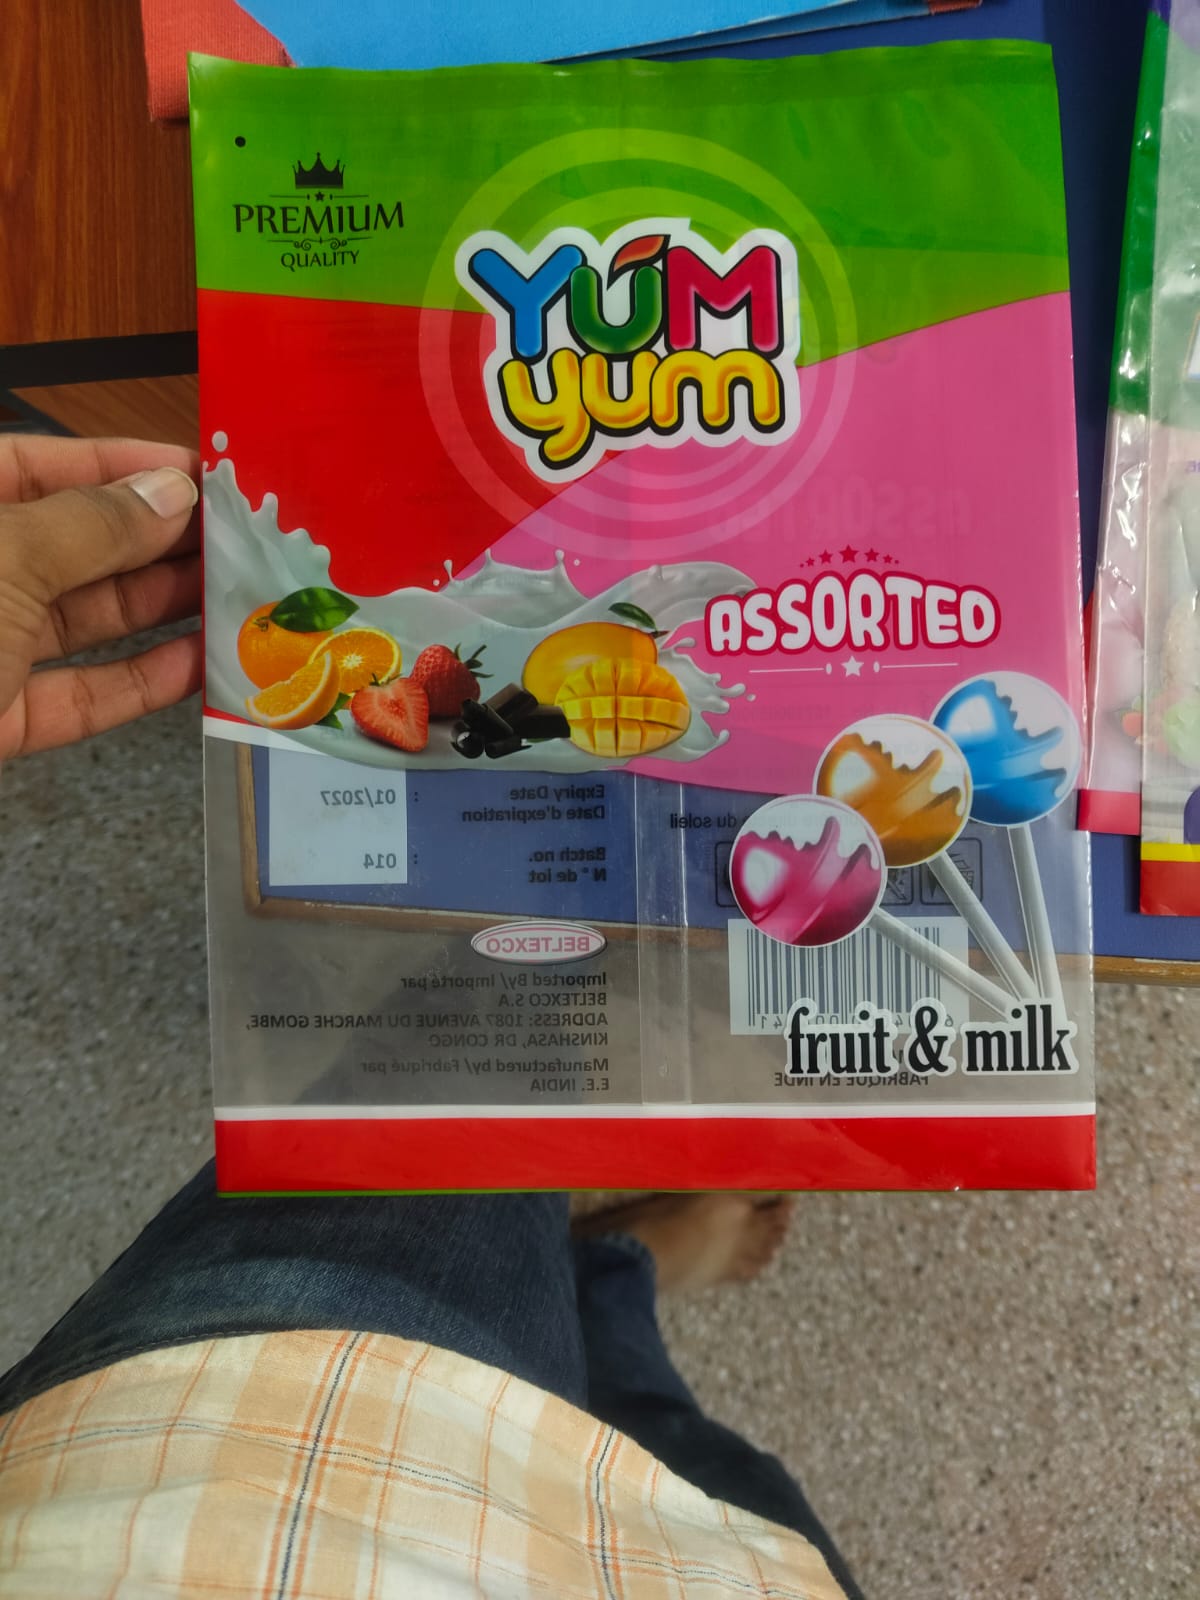 PREMIUM
QUALITY
YUM
yum
ASSORTED
01/2027 : Expiry Date
Date d'expiration
014 : Batch no.
N° de lot
du soleil
BELTEXCO
Imported By/ Importé par
BELTEXCO S.A
ADDRESS: 1087 AVENUE DU MARCHE GOMBE,
KINSHASA, DR CONGO
Manufactured by/ Fabriqué par
E.E. INDIA
fruit & milk
FABRIQUÉ EN INDE